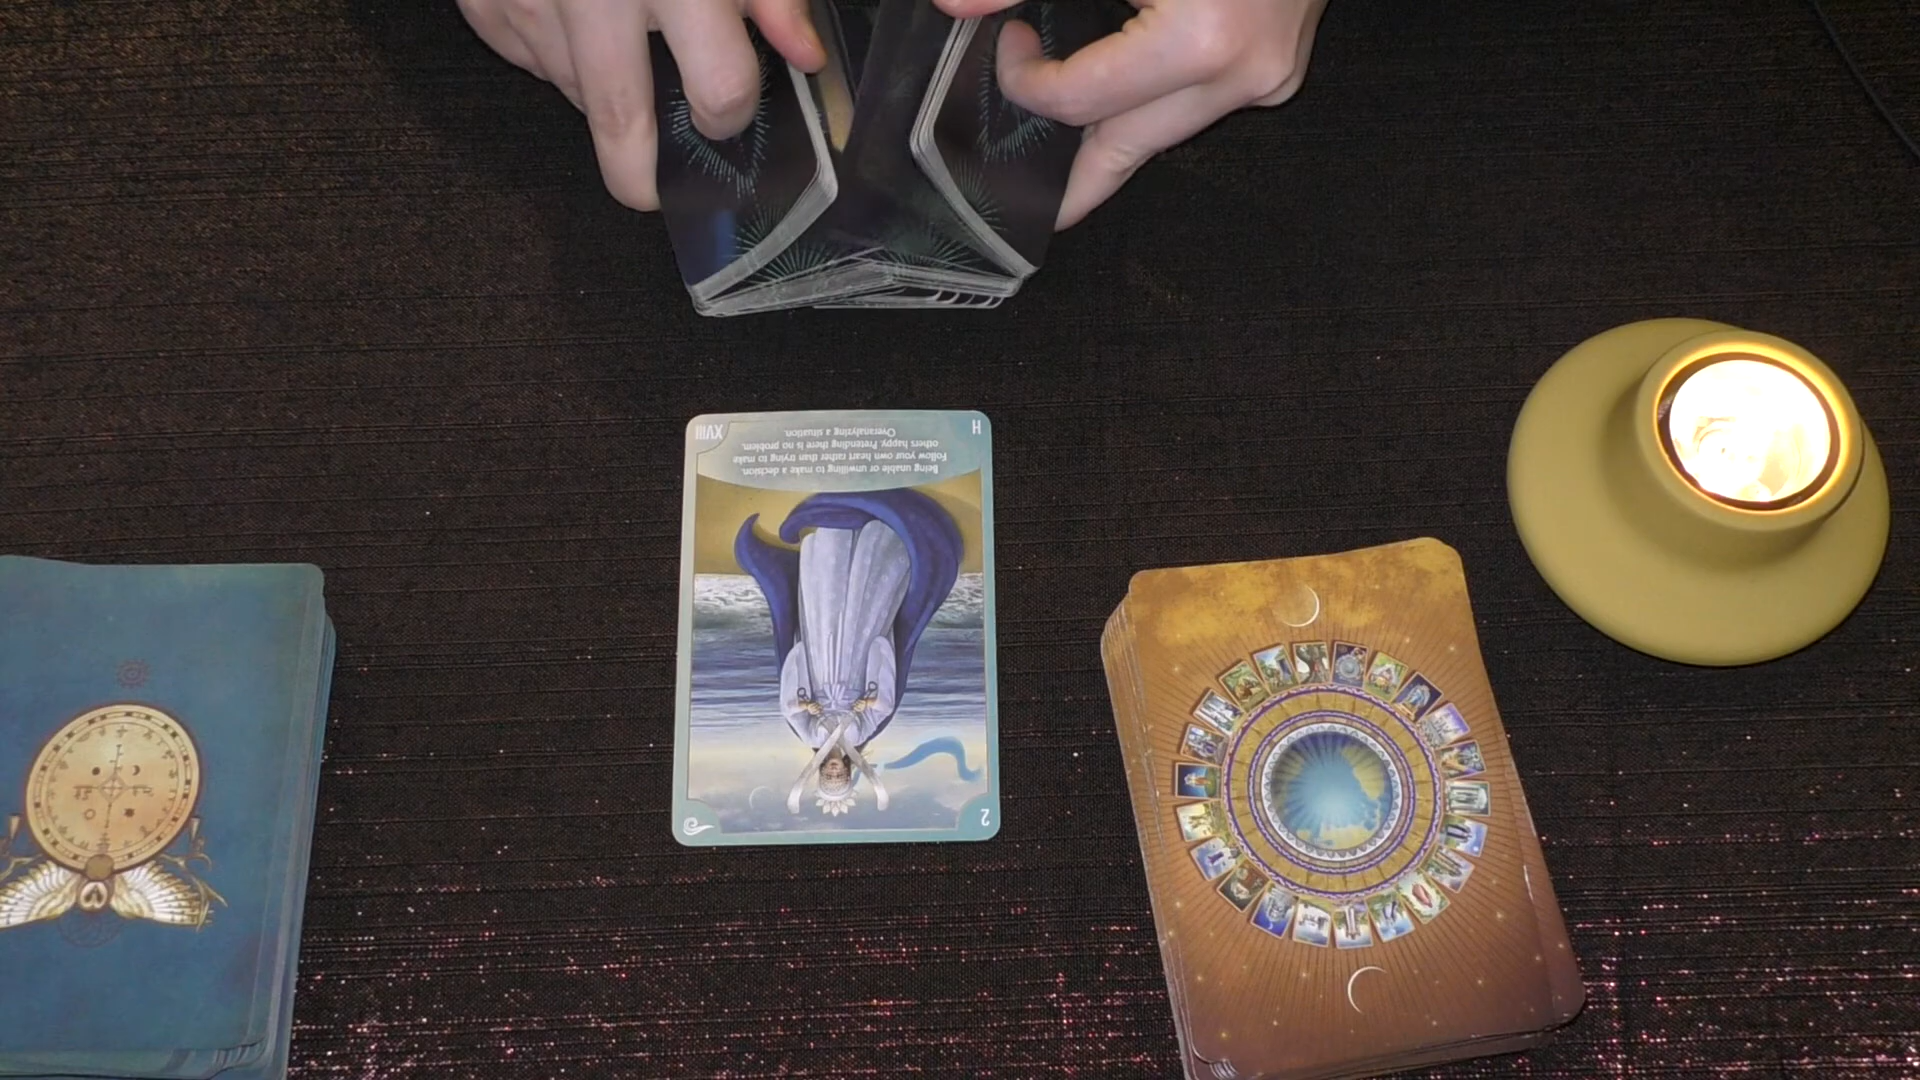 2
Being unable or unwilling to make a decision.
Follow your own heart rather than trying to make
others happy. Pretending there is no problem.
Overanalyzing a situation.
H
XVIII